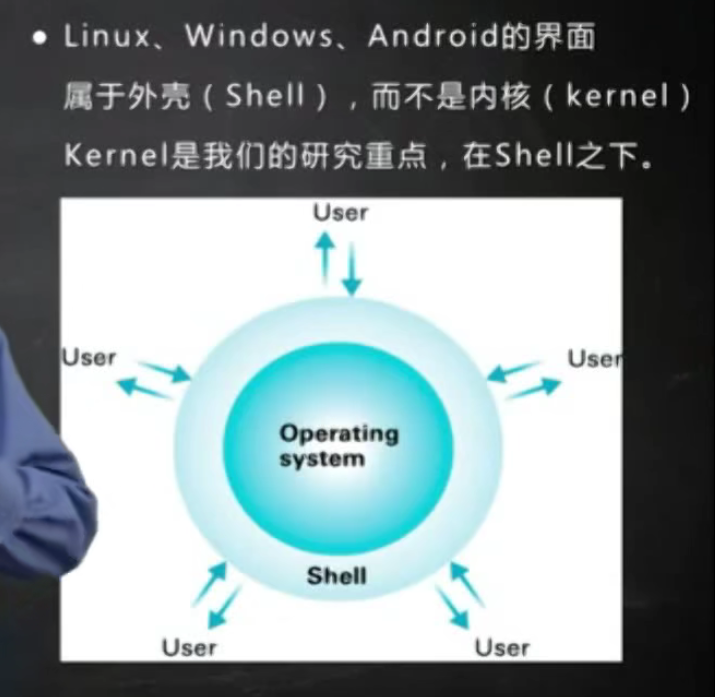 ● Linux、Windows、Android的界面
属于外壳（Shell），而不是内核（kernel）
Kernel是我们的研究重点，在Shell之下。
User
User
User
Operating
system
Shell
User
User